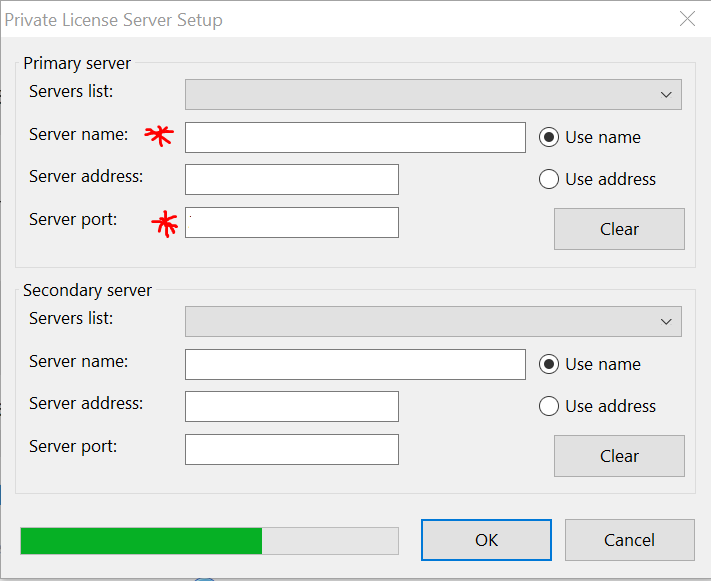 Private License Server Setup
Primary server
Servers list:
Server name:
Use name
Server address:
Use address
Server port:
Clear
Secondary server
Servers list:
Server name:
Use name
Server address:
Use address
Server port:
Clear
OK
Cancel